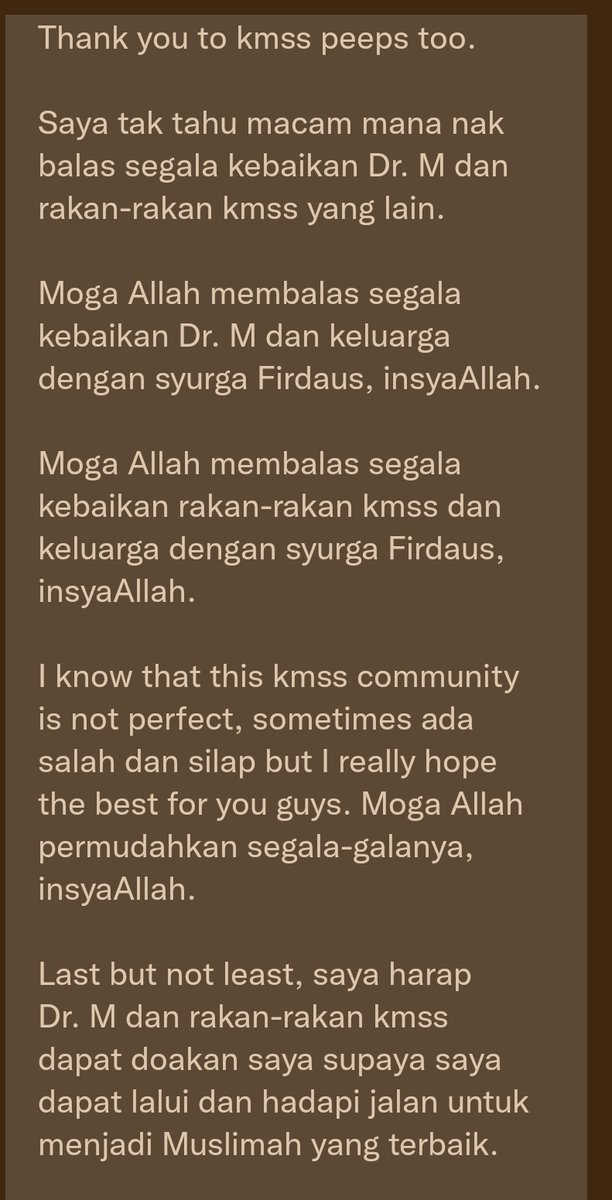 Thank you to kmss peeps too.
Saya tak tahu macam mana nak
balas segala kebaikan Dr. M dan
rakan-rakan kmss yang lain.
Moga Allah membalas segala
kebaikan Dr. M dan keluarga
dengan syurga Firdaus, insyaAllah.
Moga Allah membalas segala
kebaikan rakan-rakan kmss dan
keluarga dengan syurga Firdaus,
insyaAllah.
I know that this kmss community
is not perfect, sometimes ada
salah dan silap but I really hope
the best for you guys. Moga Allah
permudahkan segala-galanya,
insyaAllah.
Last but not least, saya harap
Dr. M dan rakan-rakan kmss
dapat doakan saya supaya saya
dapat lalui dan hadapi jalan untuk
menjadi Muslimah yang terbaik.